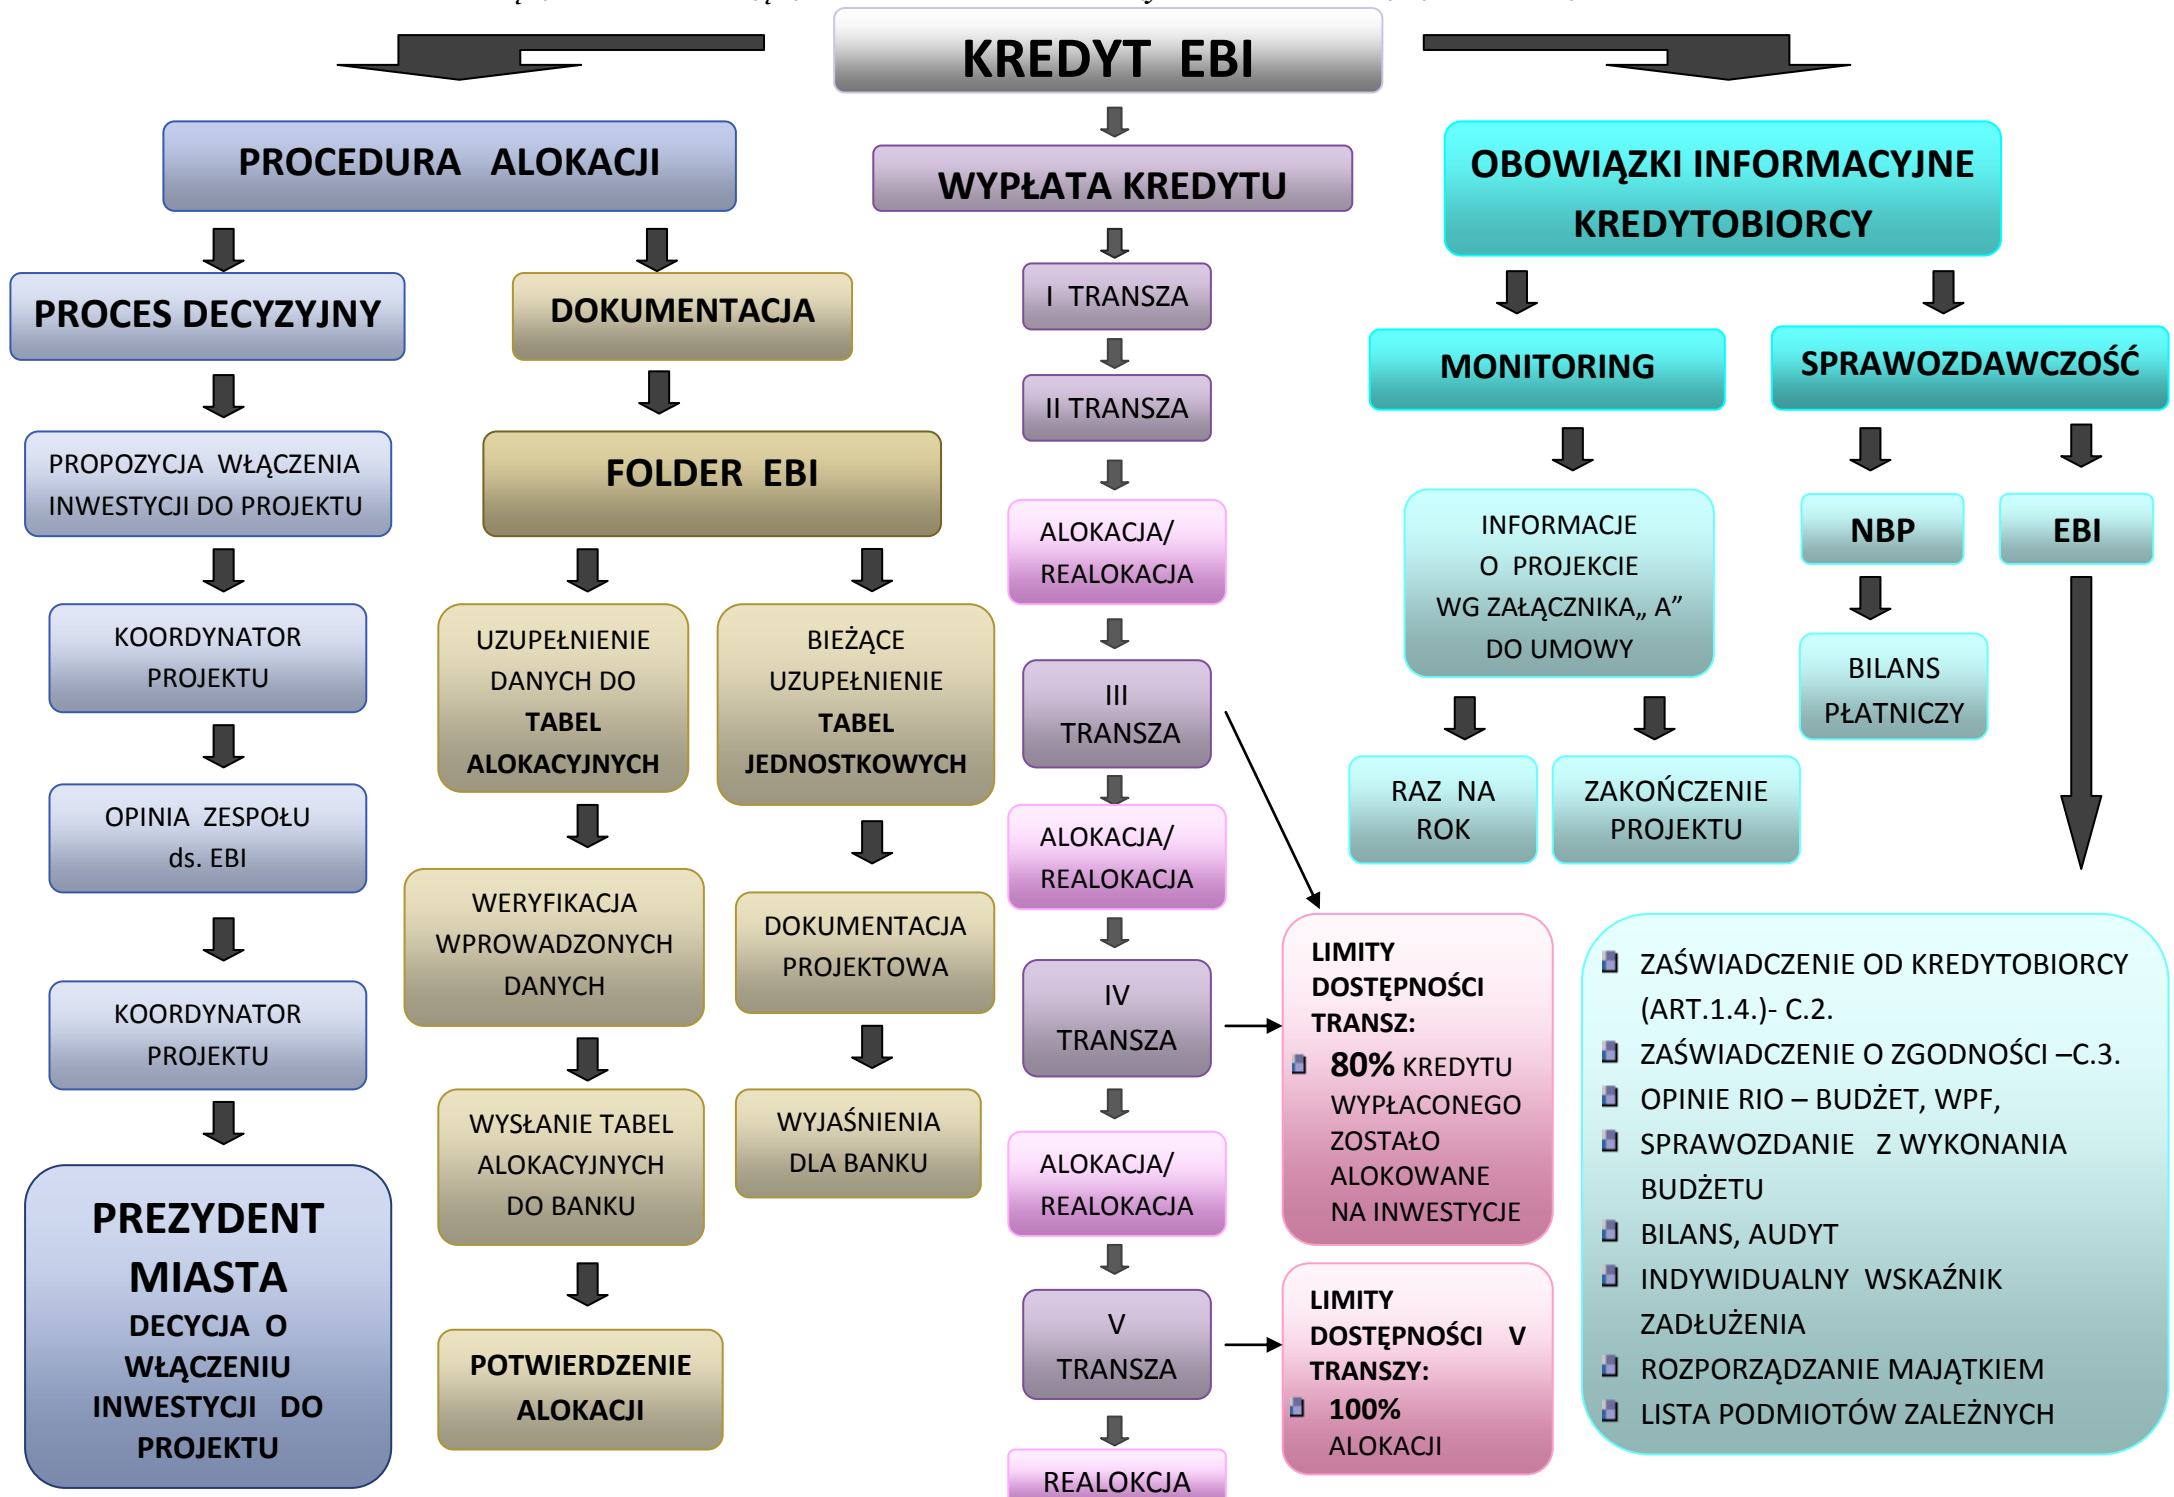 KREDYT EBI
PROCEDURA ALOKACJI
PROCES DECYZYJNY
PROPOZYCJA WŁĄCZENIA
INWESTYCJI DO PROJEKTU
KOORDYNATOR
PROJEKTU
OPINIA ZESPOŁU
ds. EBI
KOORDYNATOR
PROJEKTU
PREZYDENT
MIASTA
DECYCJA O
WŁĄCZENIU
INWESTYCJI DO
PROJEKTU
DOKUMENTACJA
FOLDER EBI
UZUPEŁNIENIE
DANYCH DO
TABEL
ALOKACYJNYCH
WERYFIKACJA
WPROWADZONYCH
DANYCH
WYSŁANIE TABEL
ALOKACYJNYCH
DO BANKU
POTWIERDZENIE
ALOKACJI
BIEŻĄCE
UZUPEŁNIENIE
TABEL
JEDNOSTKOWYCH
DOKUMENTACJA
PROJEKTOWA
WYJAŚNIENIA
DLA BANKU
WYPŁATA KREDYTU
I TRANSZA
II TRANSZA
ALOKACJA/
REALOKACJA
III
TRANSZA
ALOKACJA/
REALOKACJA
IV
TRANSZA
ALOKACJA/
REALOKACJA
V
TRANSZA
REALOKCJA
LIMITY
DOSTĘPNOŚCI
TRANSZ:
80% KREDYTU
WYPŁACONEGO
ZOSTAŁO
ALOKOWANE
NA INWESTYCJE
LIMITY
DOSTĘPNOŚCI V
TRANSZY:
100%
ALOKACJI
OBOWIĄZKI INFORMACYJNE
KREDYTOBIORCY
MONITORING
INFORMACJE
O PROJEKCIE
WG ZAŁĄCZNIKA„ A”
DO UMOWY
RAZ NA
ROK
ZAKOŃCZENIE
PROJEKTU
SPRAWOZDAWCZOŚĆ
NBP
BILANS
PŁATNICZY
EBI
ZAŚWIADCZENIE OD KREDYTOBIORCY
(ART.1.4.)- C.2.
ZAŚWIADCZENIE O ZGODNOŚCI –C.3.
OPINIE RIO – BUDŻET, WPF,
SPRAWOZDANIE Z WYKONANIA
BUDŻETU
BILANS, AUDYT
INDYWIDUALNY WSKAŹNIK
ZADŁUŻENIA
ROZPORZĄDZANIE MAJĄTKIEM
LISTA PODMIOTÓW ZALEŻNYCH